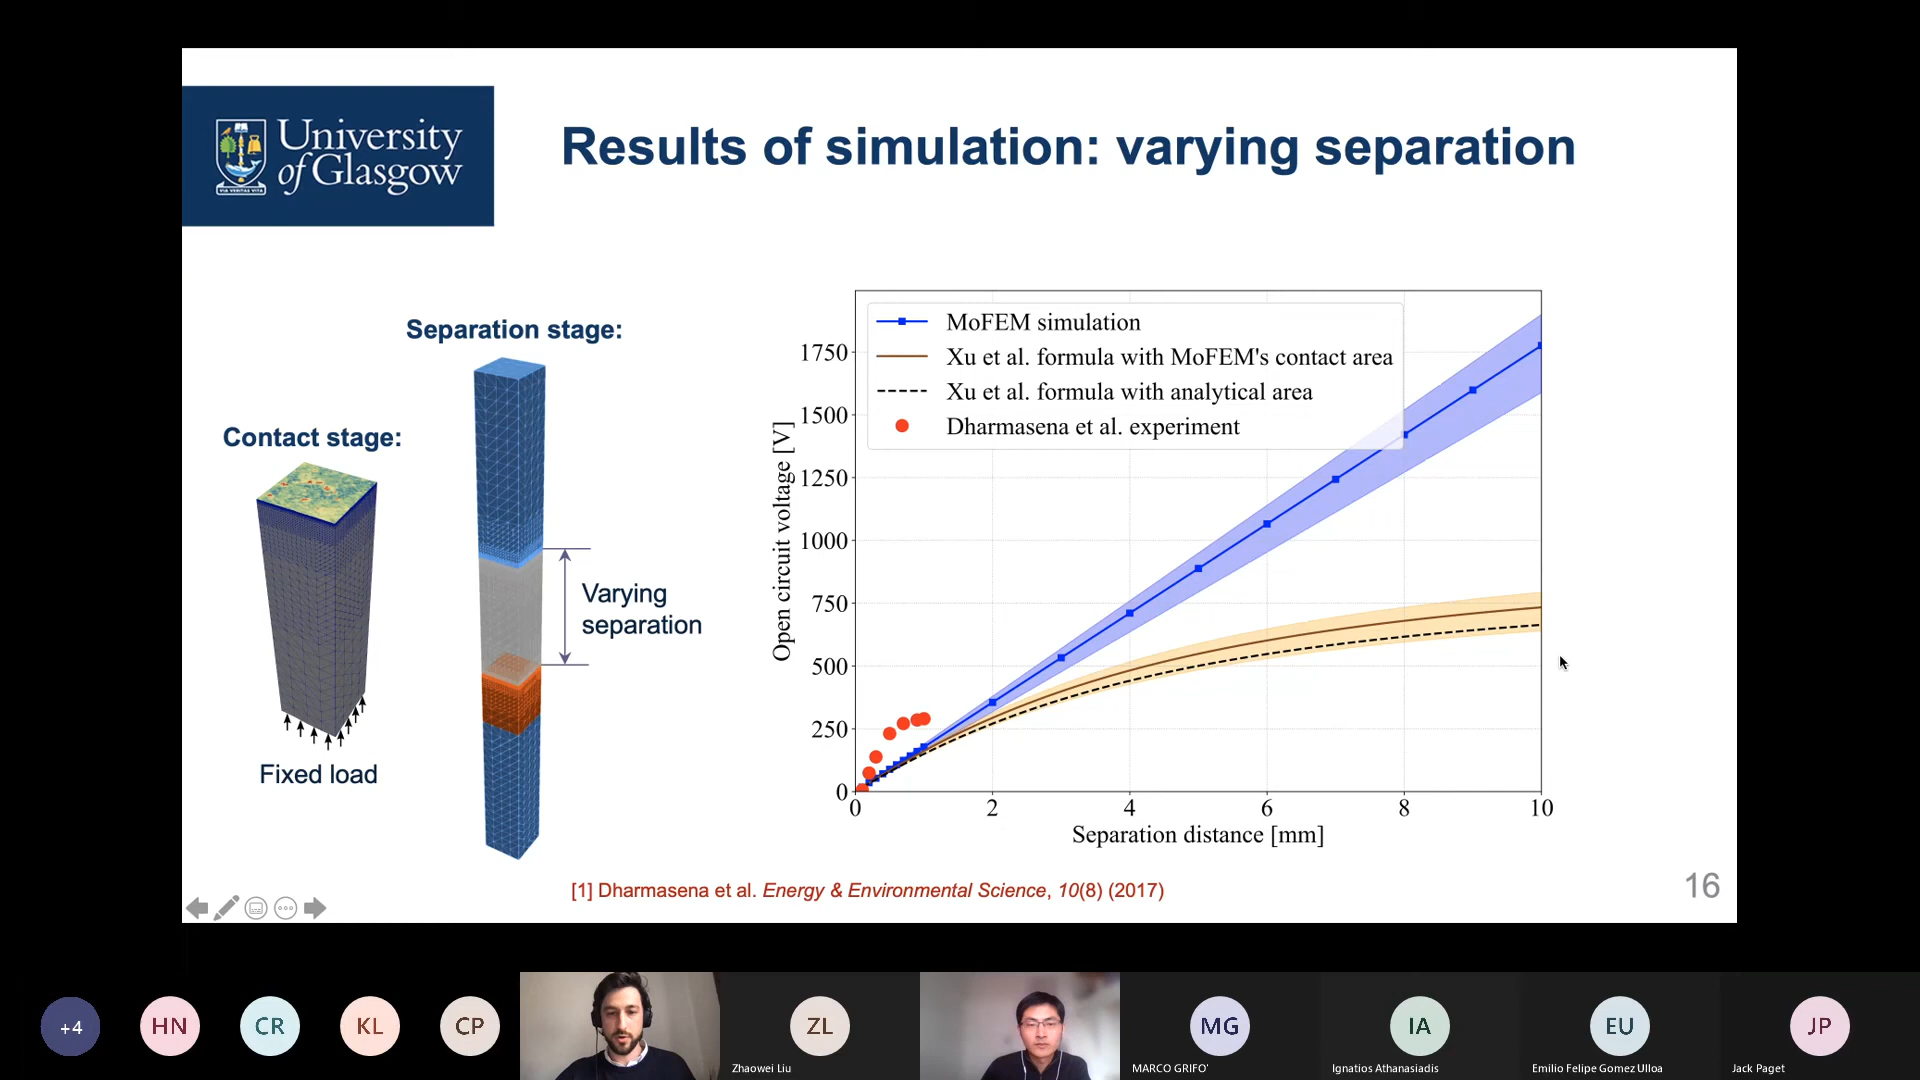 University
of Glasgow
VIA VERITAS VITA
Results of simulation: varying separation
Separation stage:
Contact stage:
Varying
separation
Fixed load
MoFEM simulation
Xu et al. formula with MoFEM's contact area
Xu et al. formula with analytical area
Dharmasena et al. experiment
Open circuit voltage [V]
1750
1500
1250
1000
750
500
250
0
0 2 4 6 8 10
Separation distance [mm]
[1] Dharmasena et al. Energy & Environmental Science, 10(8) (2017)
16
+4
HN
CR
KL
CP
ZL
Zhaowei Liu
MG
MARCO GRIFO'
IA
Ignatios Athanasiadis
EU
Emilio Felipe Gomez Ulloa
JP
Jack Paget